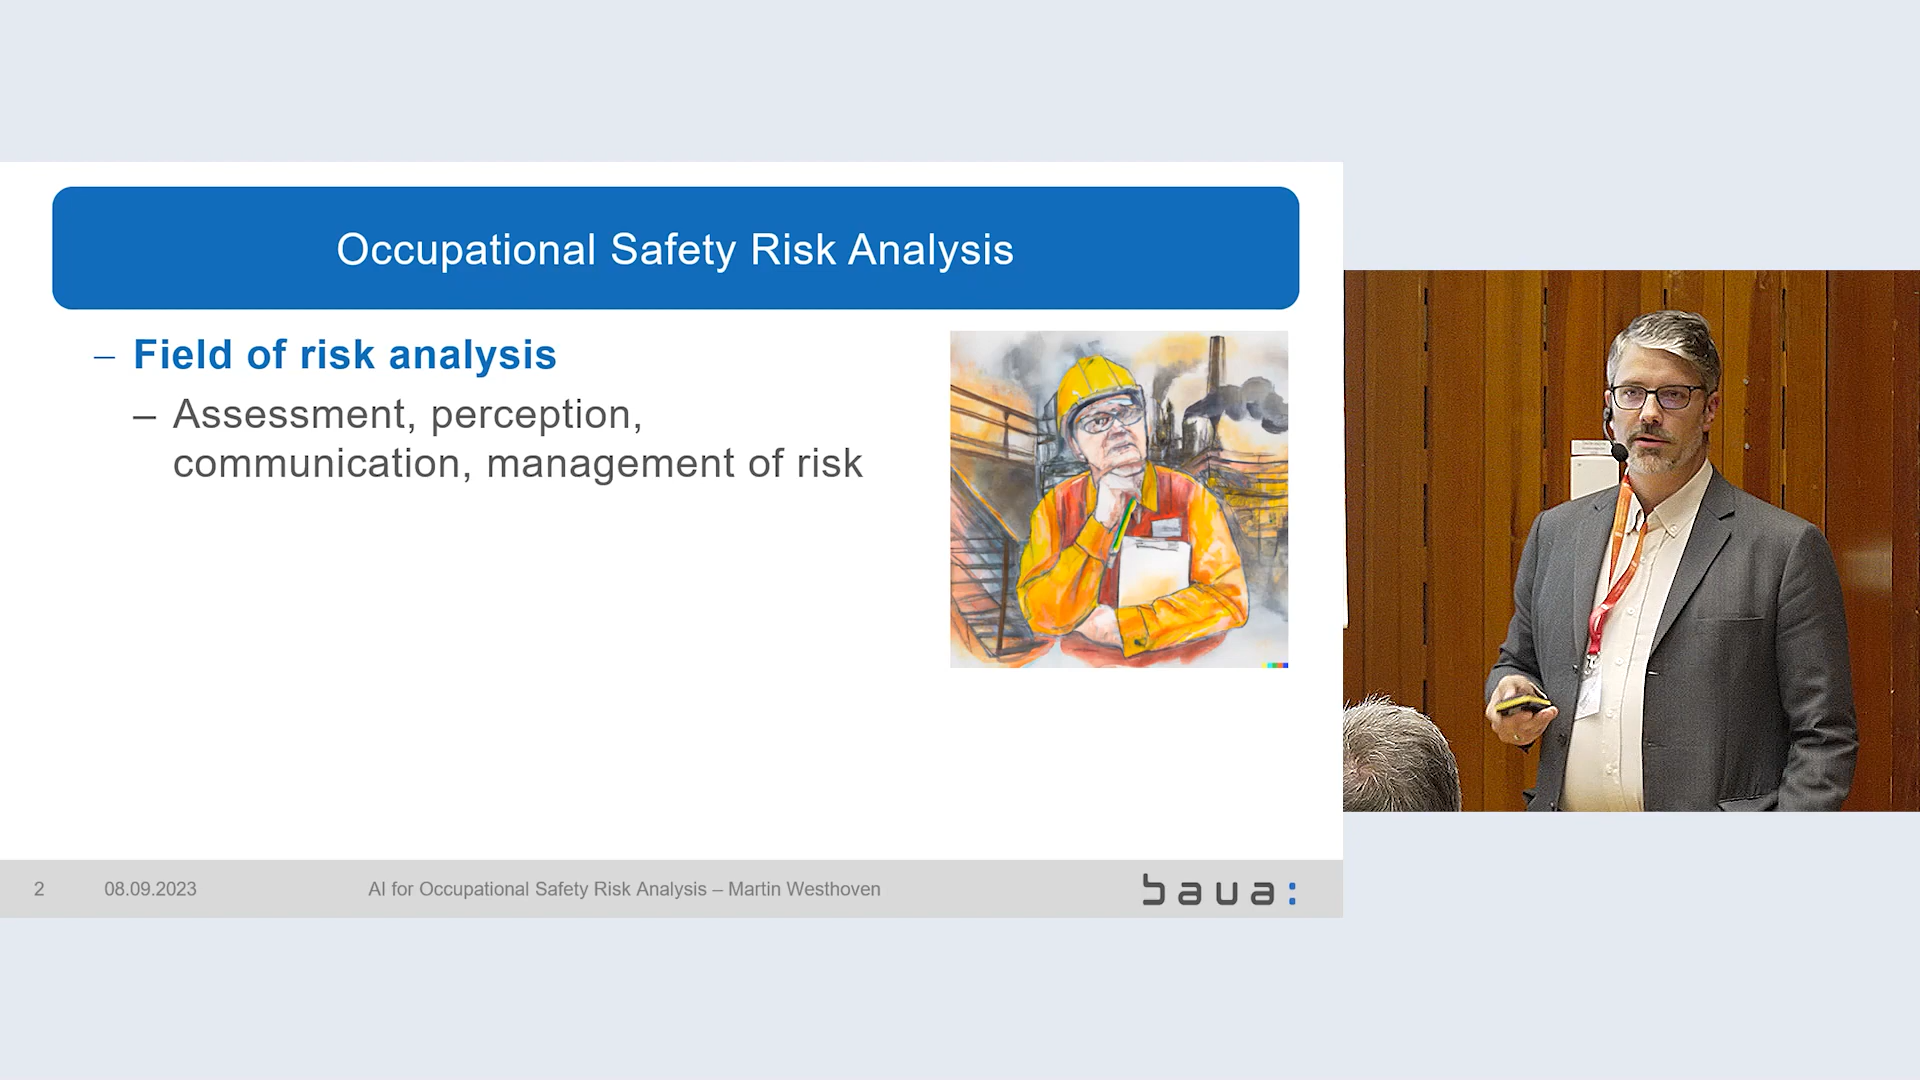 Occupational Safety Risk Analysis
– Field of risk analysis
– Assessment, perception,
communication, management of risk
2 08.09.2023 AI for Occupational Safety Risk Analysis – Martin Westhoven baua: